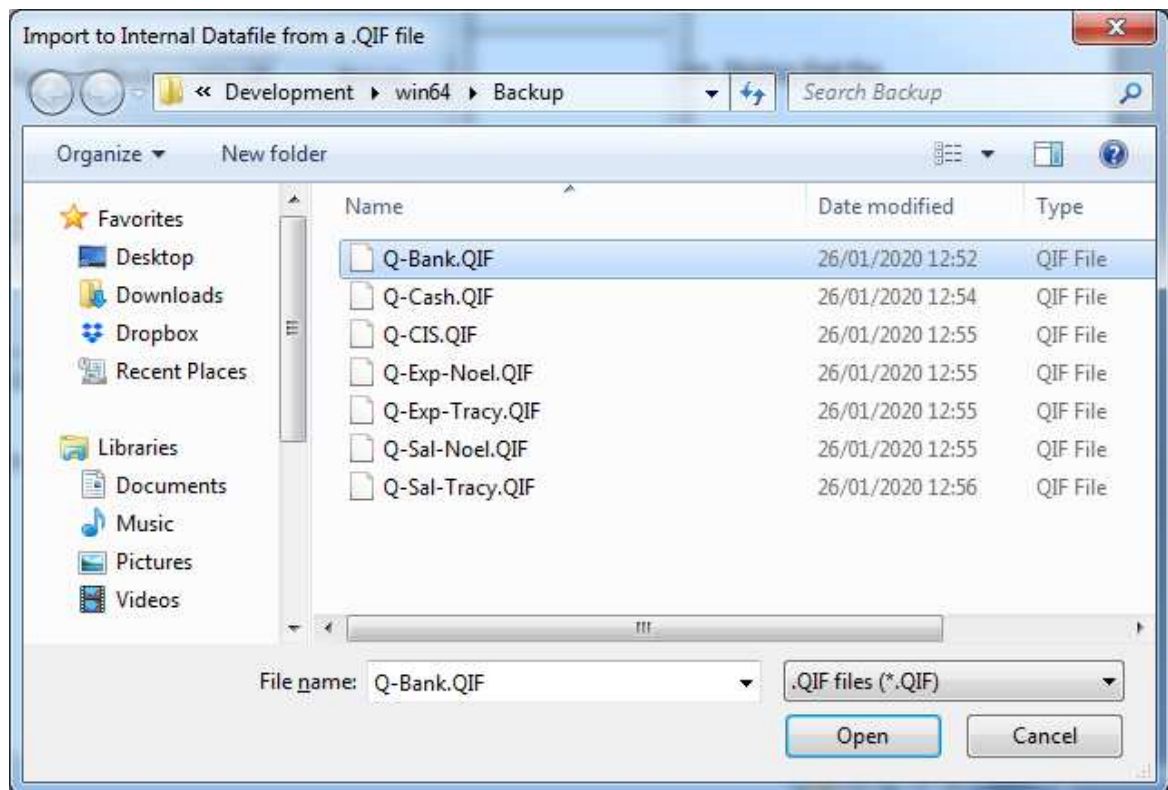 Import to Internal Datafile from a .QIF file
« Development ▸ win64 ▸ Backup
Search Backup
Organize
New folder
Favorites
Desktop
Downloads
Dropbox
Recent Places
Libraries
Documents
Music
Pictures
Videos
Name Date modified Type
Q-Bank.QIF 26/01/2020 12:52 QIF File
Q-Cash.QIF 26/01/2020 12:54 QIF File
Q-CIS.QIF 26/01/2020 12:55 QIF File
Q-Exp-Noel.QIF 26/01/2020 12:55 QIF File
Q-Exp-Tracy.QIF 26/01/2020 12:55 QIF File
Q-Sal-Noel.QIF 26/01/2020 12:55 QIF File
Q-Sal-Tracy.QIF 26/01/2020 12:56 QIF File
File name: Q-Bank.QIF
.QIF files (*.QIF)
Open Cancel